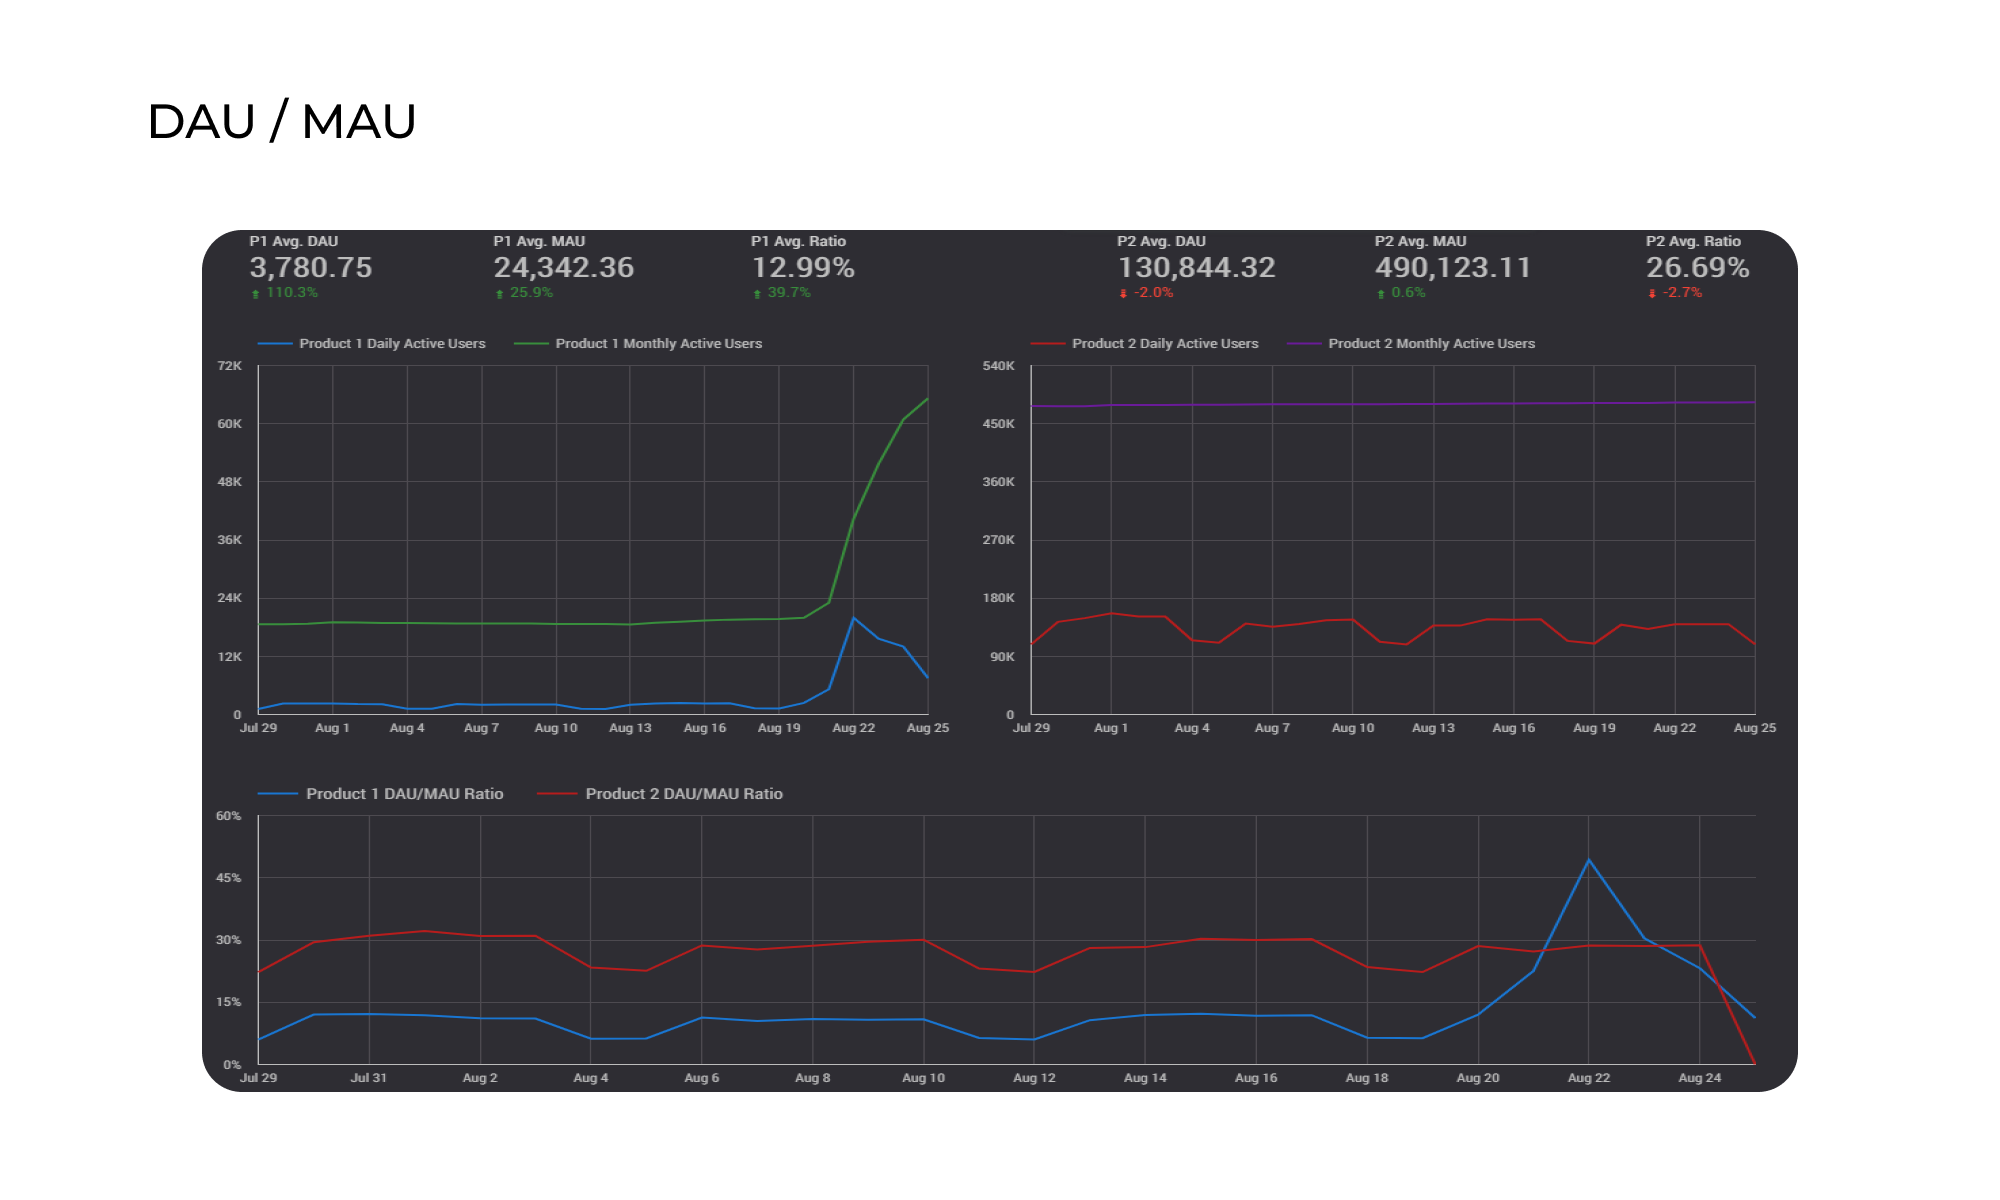 DAU / MAU
P1 Avg. DAU
3,780.75
110.3%
P1 Avg. MAU
24,342.36
25.9%
P1 Avg. Ratio
12.99%
39.7%
P2 Avg. DAU
130,844.32
-2.0%
P2 Avg. MAU
490,123.11
0.6%
P2 Avg. Ratio
26.69%
-2.7%
Product 1 Daily Active Users
Product 1 Monthly Active Users
72K
60K
48K
36K
24K
12K
0
Jul 29 Aug 1 Aug 4 Aug 7 Aug 10 Aug 13 Aug 16 Aug 19 Aug 22 Aug 25
Product 2 Daily Active Users
Product 2 Monthly Active Users
540K
450K
360K
270K
180K
90K
0
Jul 29 Aug 1 Aug 4 Aug 7 Aug 10 Aug 13 Aug 16 Aug 19 Aug 22 Aug 25
Product 1 DAU/MAU Ratio
Product 2 DAU/MAU Ratio
60%
45%
30%
15%
0%
Jul 29 Jul 31 Aug 2 Aug 4 Aug 6 Aug 8 Aug 10 Aug 12 Aug 14 Aug 16 Aug 18 Aug 20 Aug 22 Aug 24